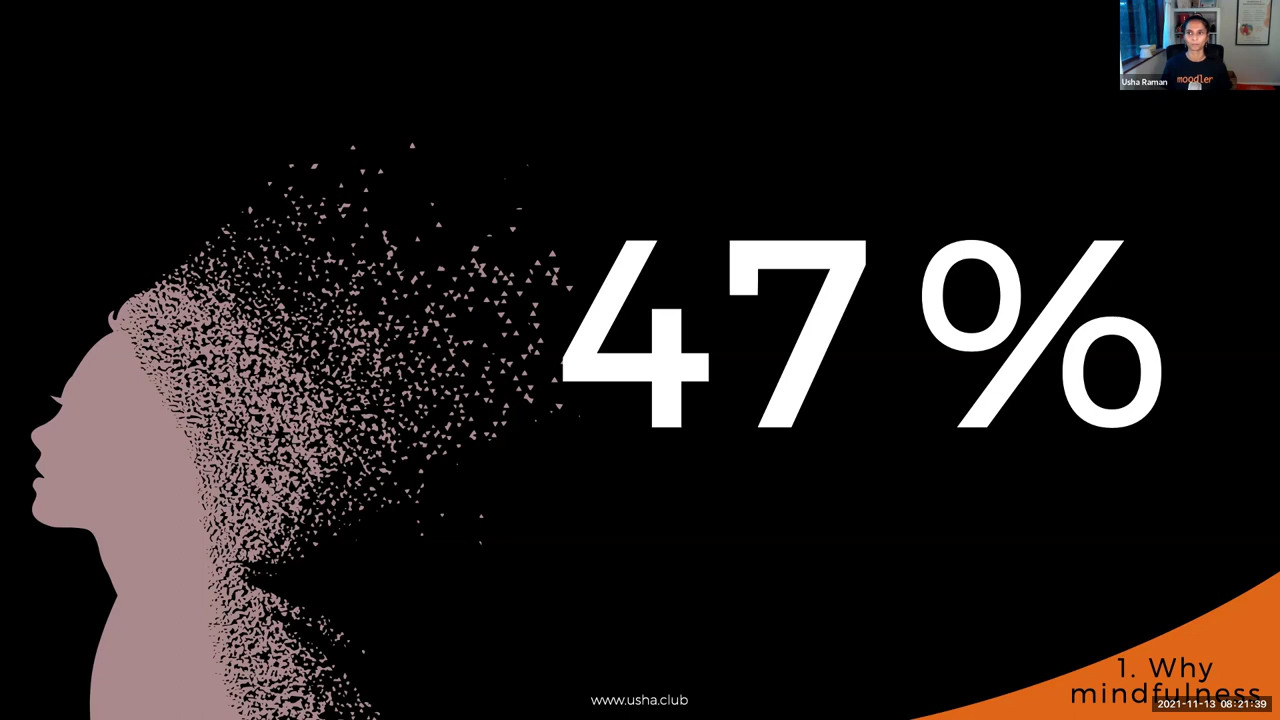 Usha Raman
moodler
47%
1. Why
mindfulness
www.usha.club
2021-11-13 08:21:39